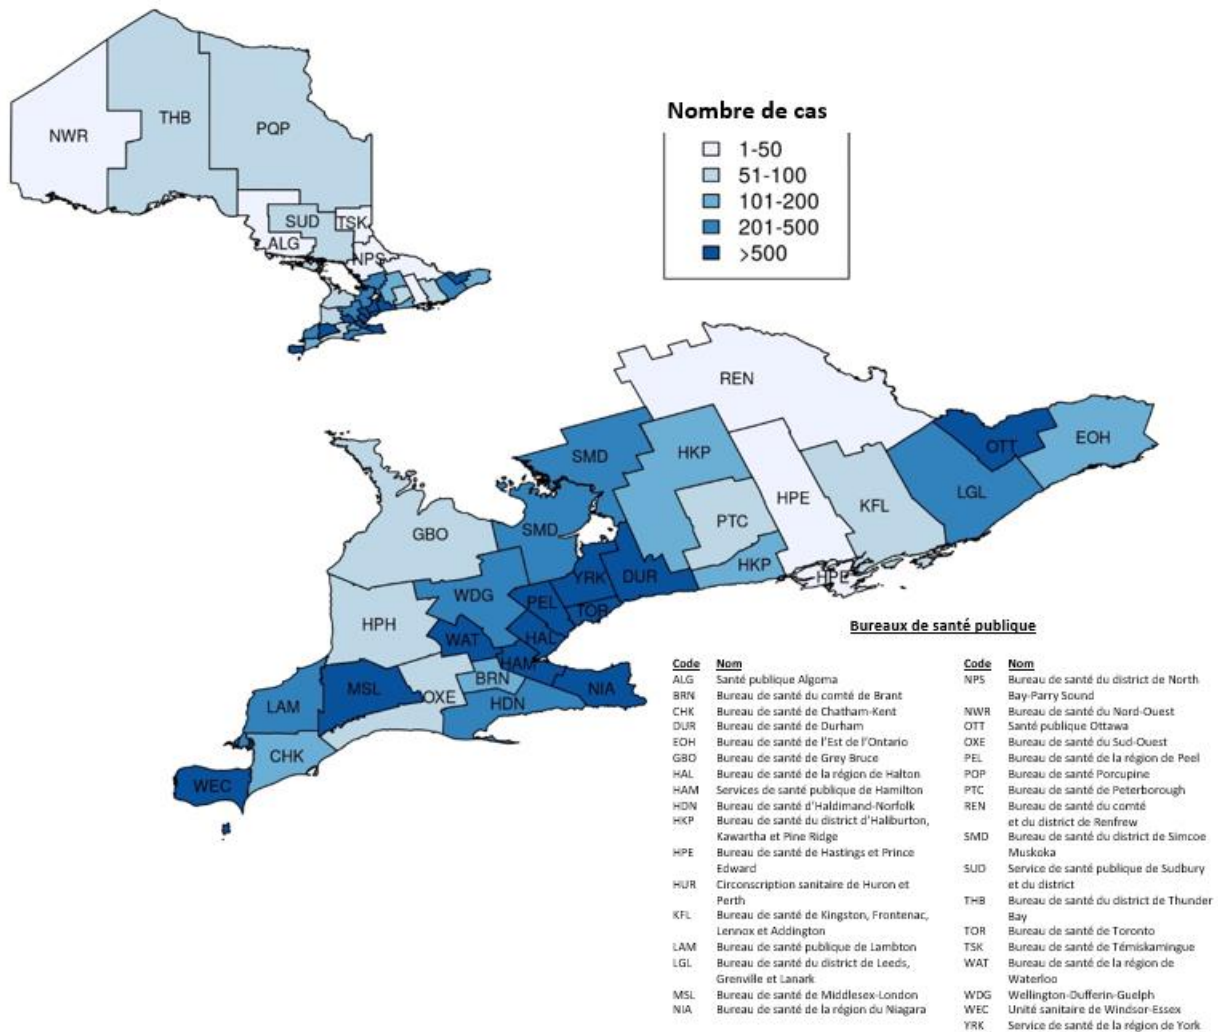 NWR
THB
PQP
SUD
TSK
ALG
NPS
Nombre de cas
1-50
51-100
101-200
201-500
>500
REN
SMD
HKP
OTT
EOH
HPE
LGL
KFL
PTC
GBO
SMD
HKP
YRK
DUR
HPE
WDG
PEL
TOR
HPH
WAT
HAL
HAM
BRN
MSL
NIA
OXE
HDN
LAM
CHK
WEC
Bureaux de santé publique
Code Nom
ALG Santé publique Algoma
BRN Bureau de santé du comté de Brant
CHK Bureau de santé de Chatham-Kent
DUR Bureau de santé de Durham
EOH Bureau de santé de l'Est de l'Ontario
GBO Bureau de santé de Grey Bruce
HAL Bureau de santé de la région de Halton
HAM Services de santé publique de Hamilton
HDN Bureau de santé d'Haldimand-Norfolk
HKP Bureau de santé du district d'Haliburton,
Kawartha et Pine Ridge
HPE Bureau de santé de Hastings et Prince
Edward
HUR Circonscription sanitaire de Huron et
Perth
KFL Bureau de santé de Kingston, Frontenac,
Lennox et Addington
LAM Bureau de santé publique de Lambton
LGL Bureau de santé du district de Leeds,
Grenville et Lanark
MSL Bureau de santé de Middlesex-London
NIA Bureau de santé de la région du Niagara
Code Nom
NPS Bureau de santé du district de North
Bay-Parry Sound
NWR Bureau de santé du Nord-Ouest
OTT Santé publique Ottawa
OXE Bureau de santé du Sud-Ouest
PEL Bureau de santé de la région de Peel
POP Bureau de santé Porcupine
PTC Bureau de santé de Peterborough
REN Bureau de santé du comté
et du district de Renfrew
SMD Bureau de santé du district de Simcoe
Muskoka
SUD Service de santé publique de Sudbury
et du district
THB Bureau de santé du district de Thunder
Bay
TOR Bureau de santé de Toronto
TSK Bureau de santé de Témiskamingue
WAT Bureau de santé de la région de
Waterloo
WDG Wellington-Dufferin-Guelph
WEC Unité sanitaire de Windsor-Essex
YRK Service de santé de la région de York